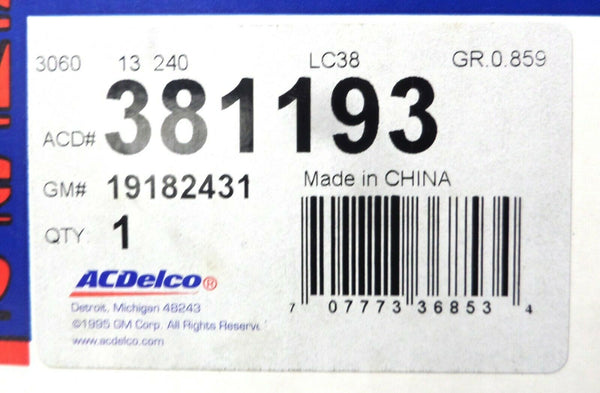 3060 13 240 LC38 GR.0.859
ACD# 381193
GM# 19182431 Made in CHINA
QTY. 1
ACDelco®
Detroit, Michigan 48243
©1995 GM Corp. All Rights Reserve
www.acdelco.com
7 07773 36853 4